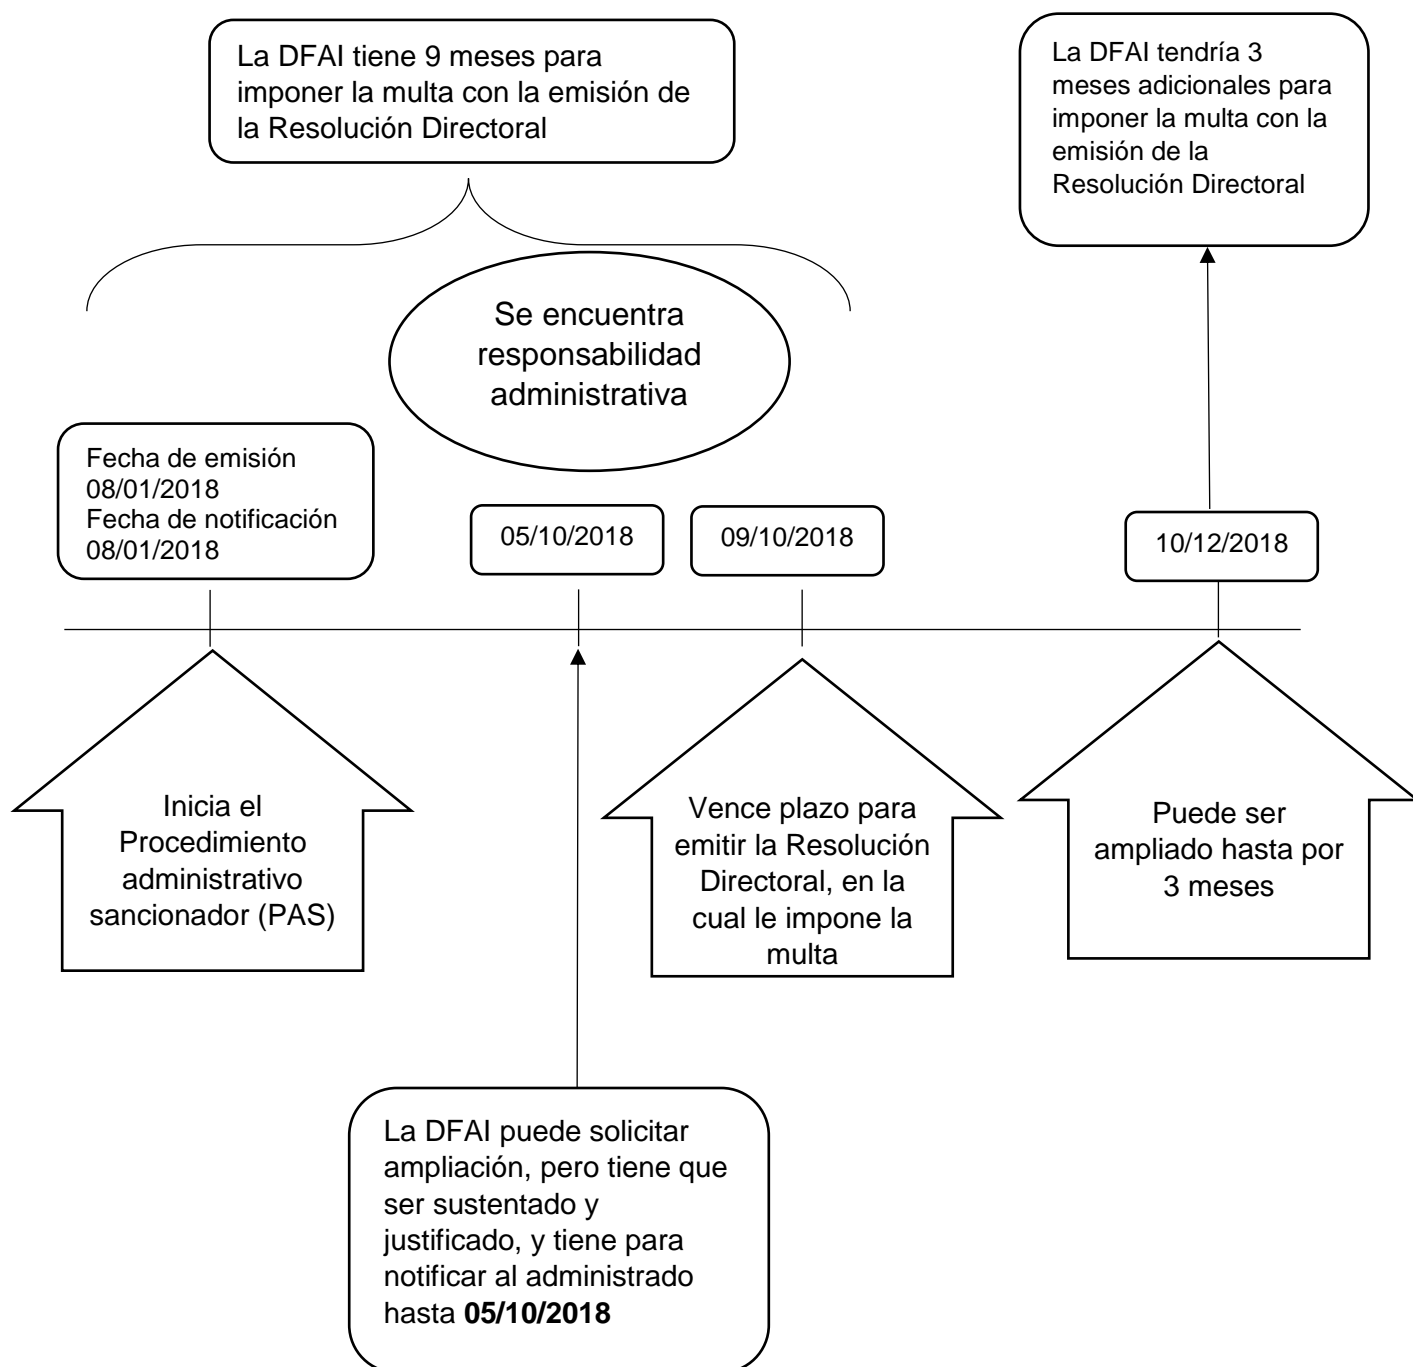 La DFAI tiene 9 meses para
imponer la multa con la emisión de
la Resolución Directoral
La DFAI tendría 3
meses adicionales para
imponer la multa con la
emisión de la
Resolución Directoral
Se encuentra
responsabilidad
administrativa
Fecha de emisión
08/01/2018
Fecha de notificación
08/01/2018
05/10/2018
09/10/2018
10/12/2018
Inicia el
Procedimiento
administrativo
sancionador (PAS)
Vence plazo para
emitir la Resolución
Directoral, en la
cual le impone la
multa
Puede ser
ampliado hasta por
3 meses
La DFAI puede solicitar
ampliación, pero tiene que
ser sustentado y
justificado, y tiene para
notificar al administrado
hasta 05/10/2018